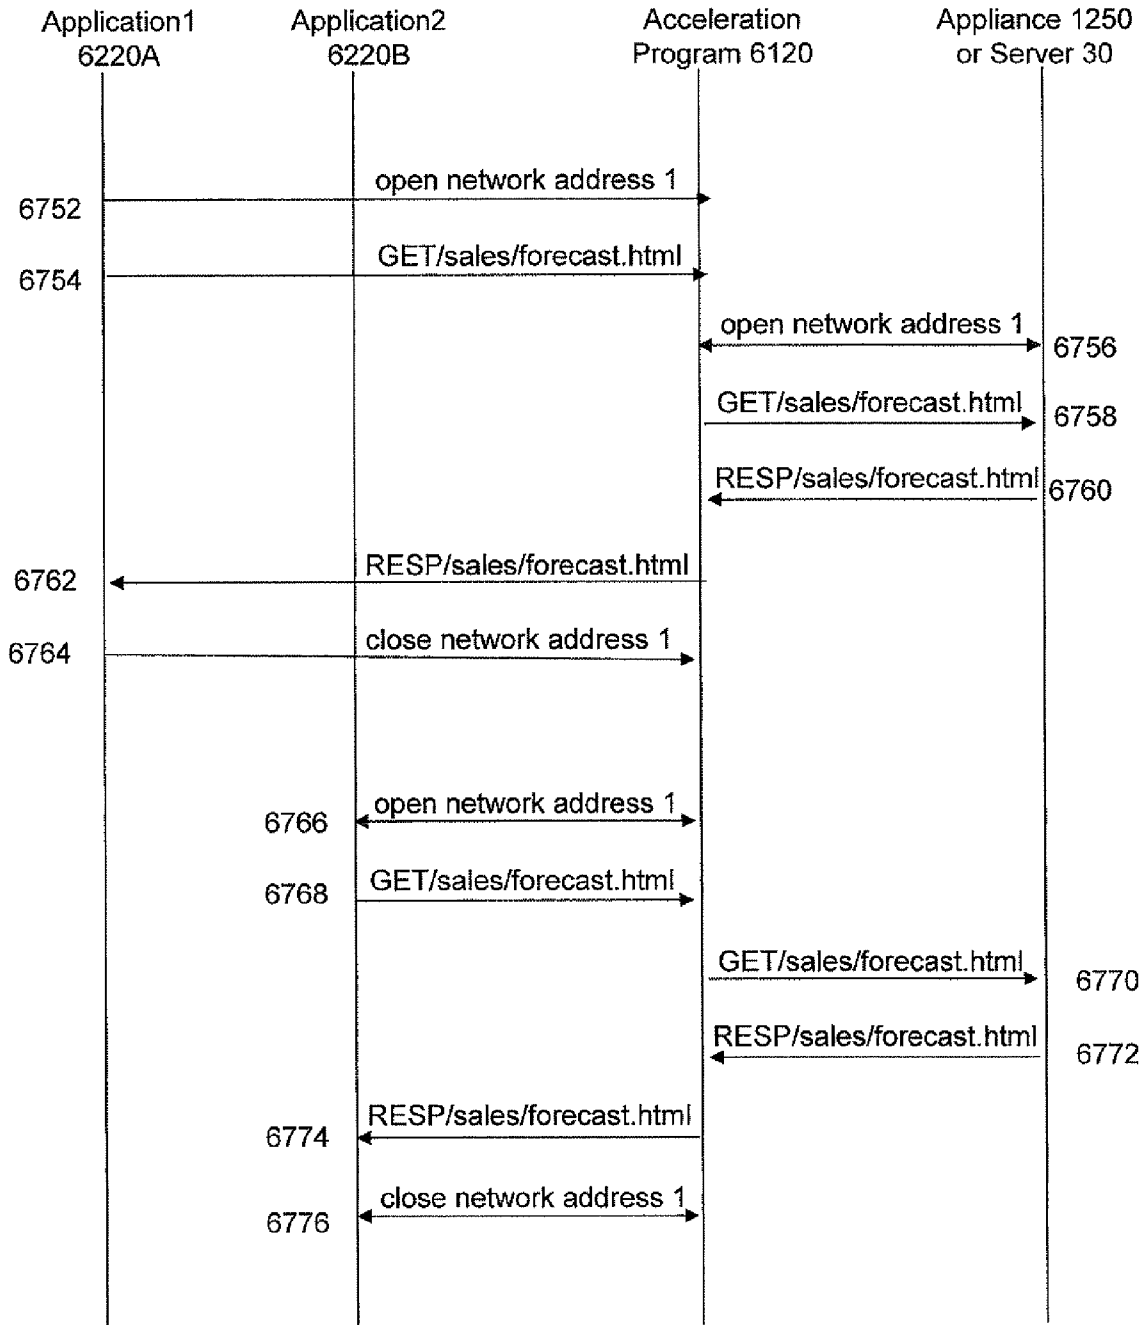 Application1
6220A
Application2
6220B
Acceleration
Program 6120
Appliance 1250
or Server 30
open network address 1
6752
GET/sales/forecast.html
6754
open network address 1
6756
GET/sales/forecast.html
6758
RESP/sales/forecast.html
6760
RESP/sales/forecast.html
6762
close network address 1
6764
open network address 1
6766
GET/sales/forecast.html
6768
GET/sales/forecast.html
6770
RESP/sales/forecast.html
6772
RESP/sales/forecast.html
6774
close network address 1
6776